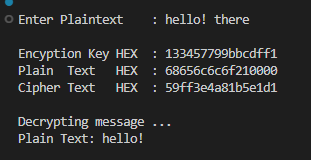 Enter Plaintext    : hello! there
Encyption Key HEX  : 133457799bbcdff1
Plain  Text   HEX  : 68656c6c6f210000
Cipher Text   HEX  : 59ff3e4a81b5e1d1
Decrypting message ...
Plain Text: hello!